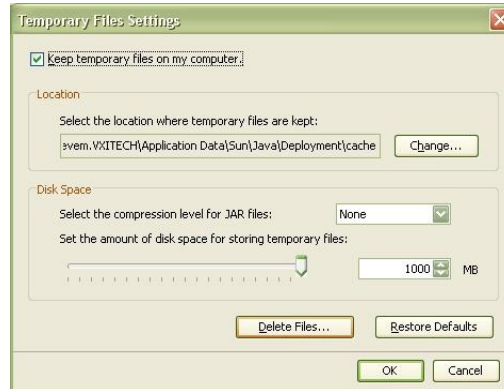 Temporary Files Settings
Keep temporary files on my computer.
Location
Select the location where temporary files are kept:
evem.VXITECH\Application Data\Sun\Java\Deployment\cache
Change...
Disk Space
Select the compression level for JAR files:
None
Set the amount of disk space for storing temporary files:
1000 MB
Delete Files...
Restore Defaults
OK
Cancel